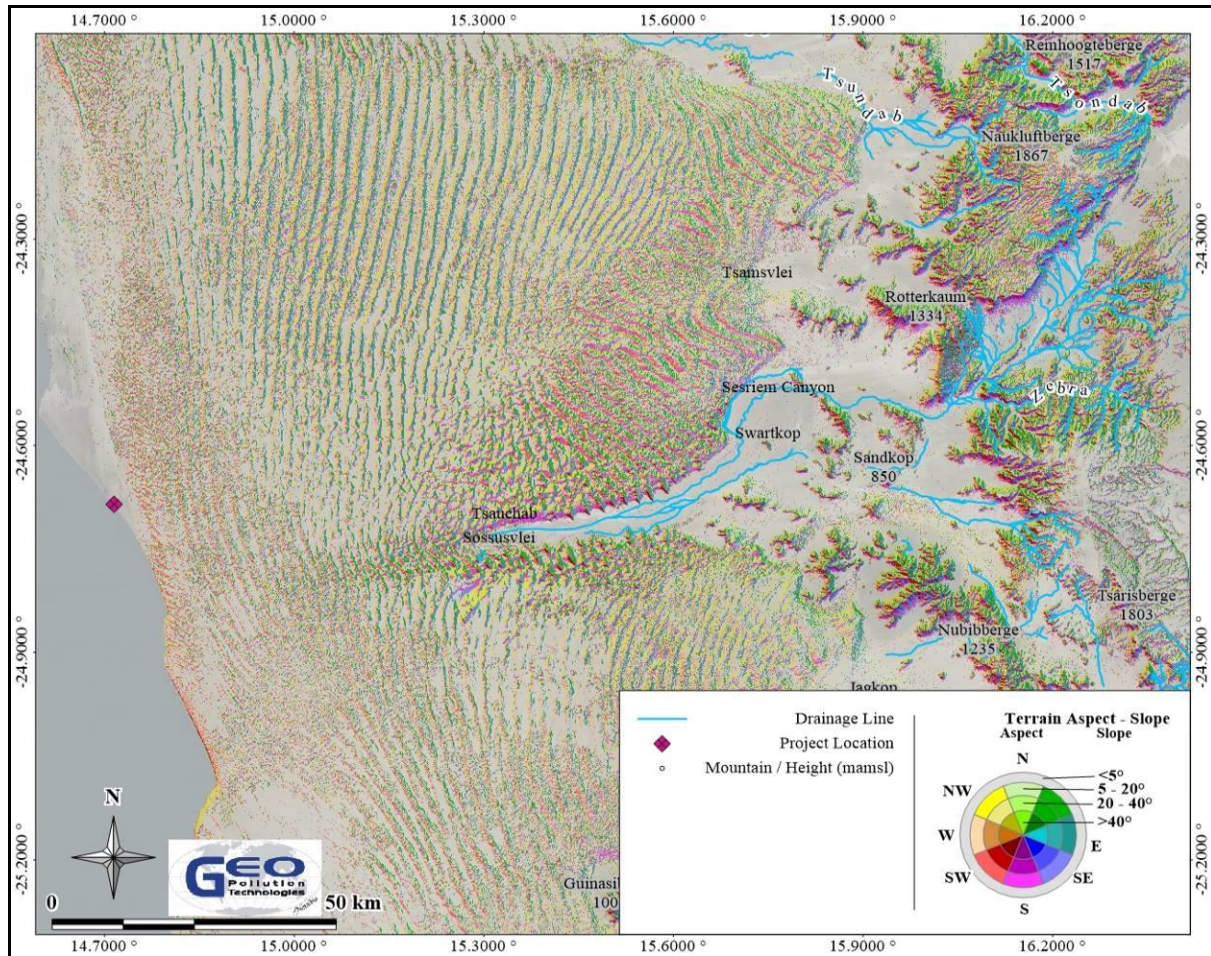 14.7000 ° 15.0000 ° 15.3000 ° 15.6000 ° 15.9000 ° 16.2000 °
Remhoogteberge
1517
Tsundab
Tsondab
Naukluftberge
1867
-24.3000 °
-24.3000 °
Tsamsvlei
Rotterkaum
1334
Sesriem Canyon
Zebra
Swartkop
-24.6000 °
-24.6000 °
Sandkop
850
Tsauchab
Sossusvlei
Tsarisberge
1803
Nubibberge
1235
-24.9000 °
-24.9000 °
Jagkop
Drainage Line
Project Location
Mountain / Height (mamsl)
Terrain Aspect - Slope
Aspect Slope
N
<5°
5 - 20°
20 - 40°
>40°
NW
W
E
SW
SE
S
N
GEO
Pollution
Technologies
-25.2000 °
-25.2000 °
Guinasib
100
0 50 km
14.7000 ° 15.0000 ° 15.3000 ° 15.6000 ° 15.9000 ° 16.2000 °